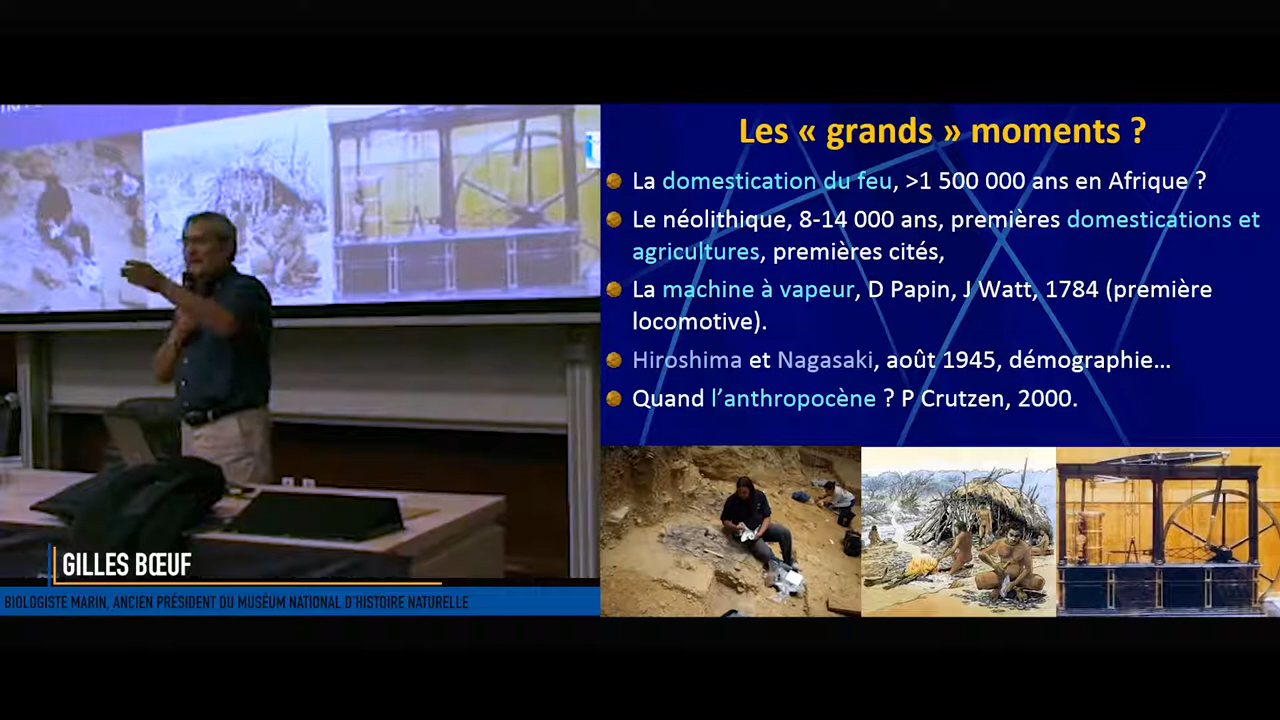 Les « grands » moments ?
La domestication du feu, >1 500 000 ans en Afrique ?
Le néolithique, 8-14 000 ans, premières domestications et
agricultures, premières cités,
La machine à vapeur, D Papin, J Watt, 1784 (première
locomotive).
Hiroshima et Nagasaki, août 1945, démographie...
Quand l'anthropocène ? P Crutzen, 2000.
GILLES BŒUF
BIOLOGISTE MARIN, ANCIEN PRÉSIDENT DU MUSÉUM NATIONAL D'HISTOIRE NATURELLE